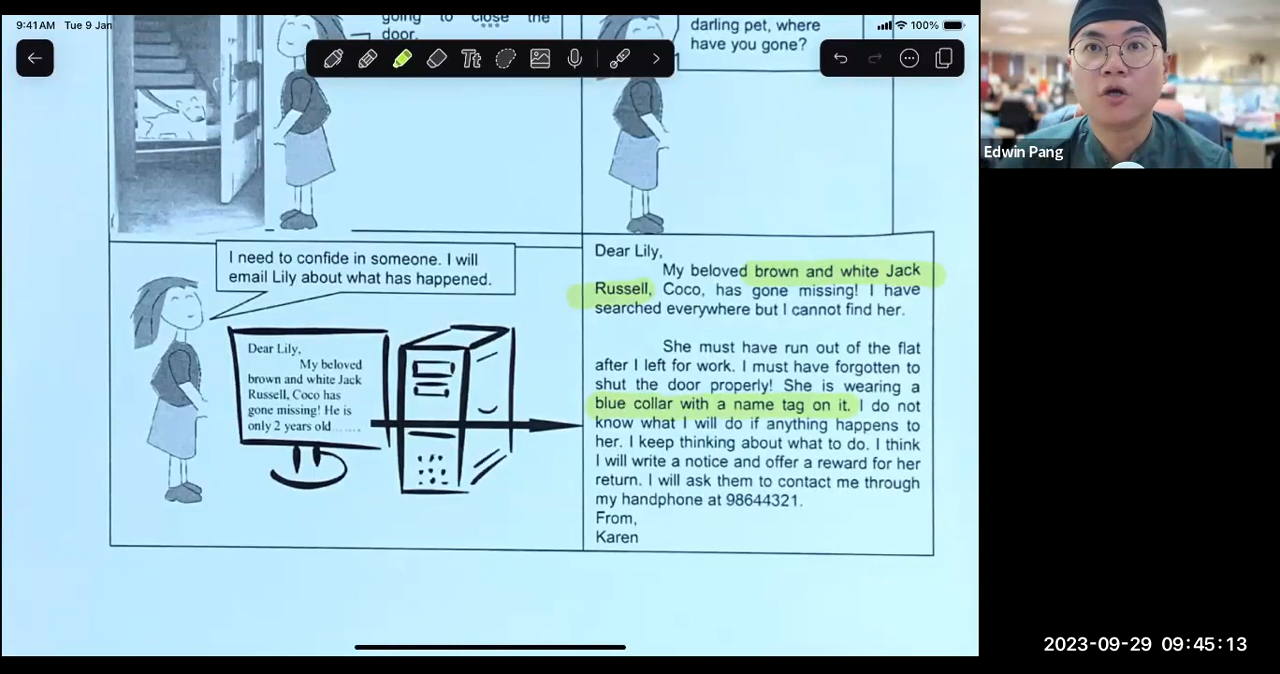 9:41 AM Tue 9 Jan
100%
going to close the
door.
darling pet, where
have you gone?
Tt
Edwin Pang
I need to confide in someone. I will
email Lily about what has happened.
Dear Lily,
My beloved
brown and white Jack
Russell, Coco has
gone missing! He is
only 2 years old ......
Dear Lily,
My beloved brown and white Jack
Russell, Coco, has gone missing! I have
searched everywhere but I cannot find her.
She must have run out of the flat
after I left for work. I must have forgotten to
shut the door properly! She is wearing a
blue collar with a name tag on it. I do not
know what I will do if anything happens to
her. I keep thinking about what to do. I think
I will write a notice and offer a reward for her
return. I will ask them to contact me through
my handphone at 98644321.
From,
Karen
2023-09-29 09:45:13